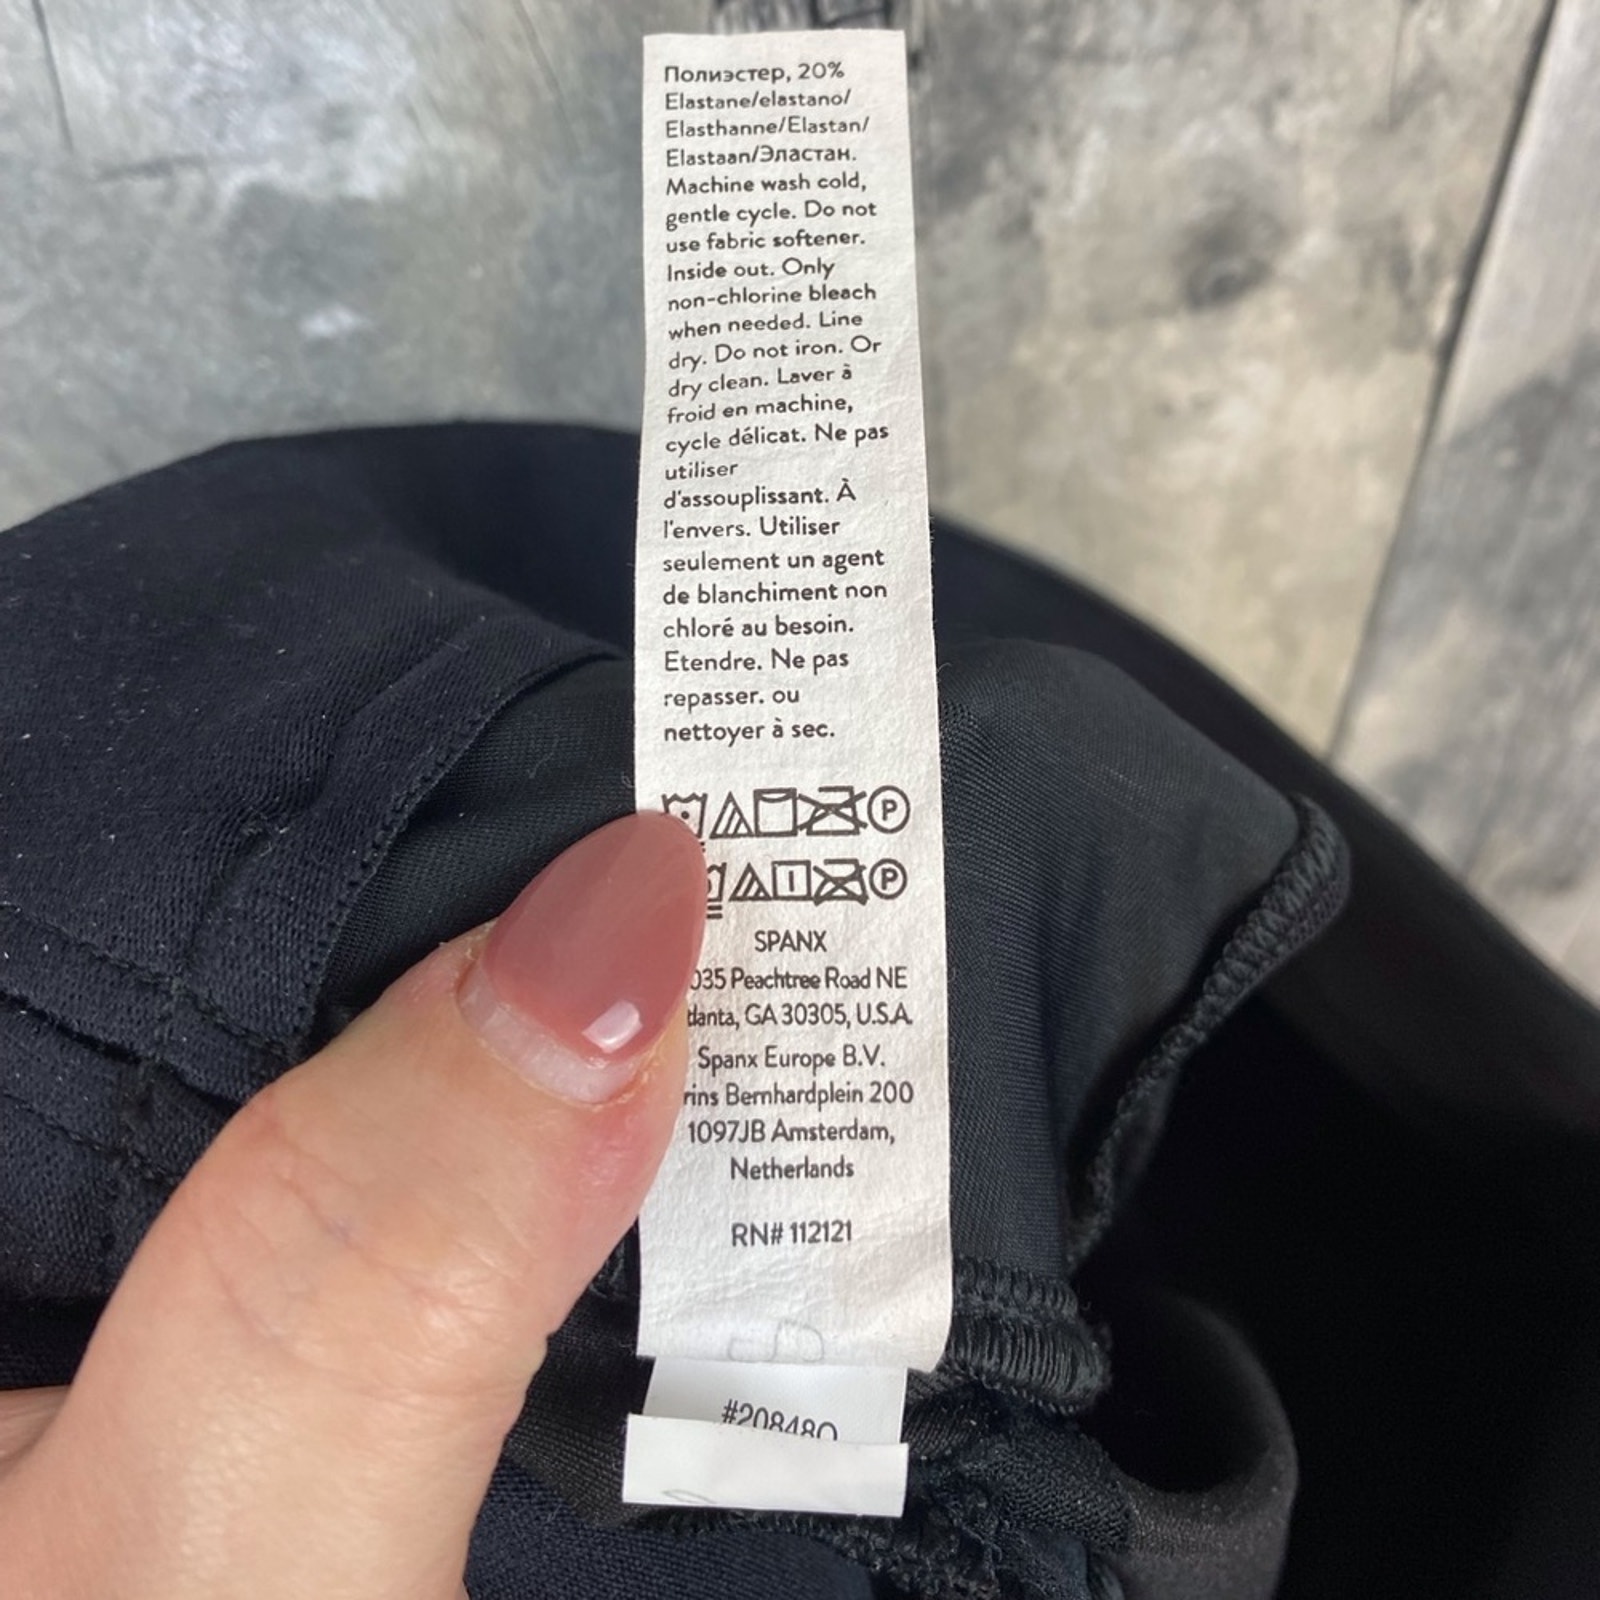 Полиэстер, 20%
Elastane/elastano/
Elasthanne/Elastan/
Elastaan/Эластан.
Machine wash cold,
gentle cycle. Do not
use fabric softener.
Inside out. Only
non-chlorine bleach
when needed. Line
dry. Do not iron. Or
dry clean. Laver à
froid en machine,
cycle délicat. Ne pas
utiliser
d'assouplissant. À
l'envers. Utiliser
seulement un agent
de blanchiment non
chloré au besoin.
Etendre. Ne pas
repasser. ou
nettoyer à sec.
P
P
SPANX
035 Peachtree Road NE
danta, GA 30305, U.S.A.
Spanx Europe B.V.
rins Bernhardplein 200
1097JB Amsterdam,
Netherlands
RN# 112121